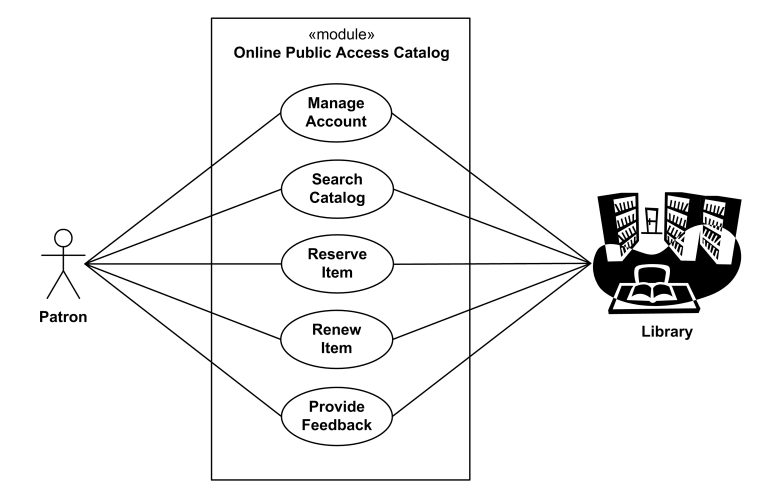 «module»
Online Public Access Catalog
Manage
Account
Search
Catalog
Reserve
Item
Renew
Item
Provide
Feedback
Patron
Library